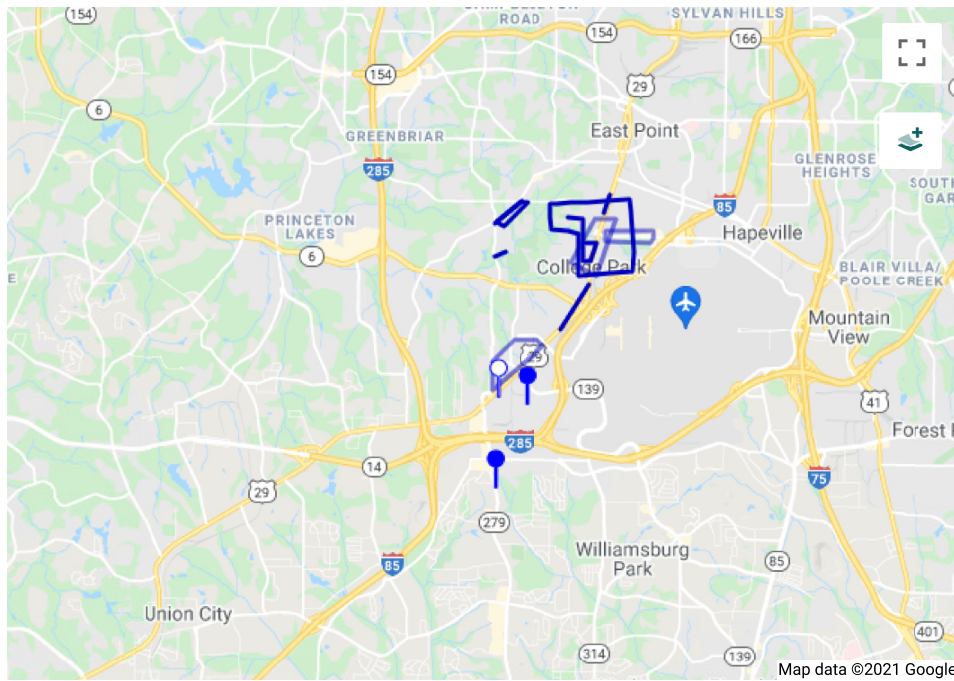 154
ROAD
SYLVAN HILLS
154
166
154
29
6
East Point
GREENBRIAR
285
GLENROSE
HEIGHTS
SOUTH
GAR
85
PRINCETON
LAKES
Hapeville
6
E
College Park
BLAIR VILLA/
POOLE CREEK
Mountain
View
29
139
41
Forest
285
14
75
29
279
Williamsburg
Park
85
85
Union City
401
314
139
Map data ©2021 Google